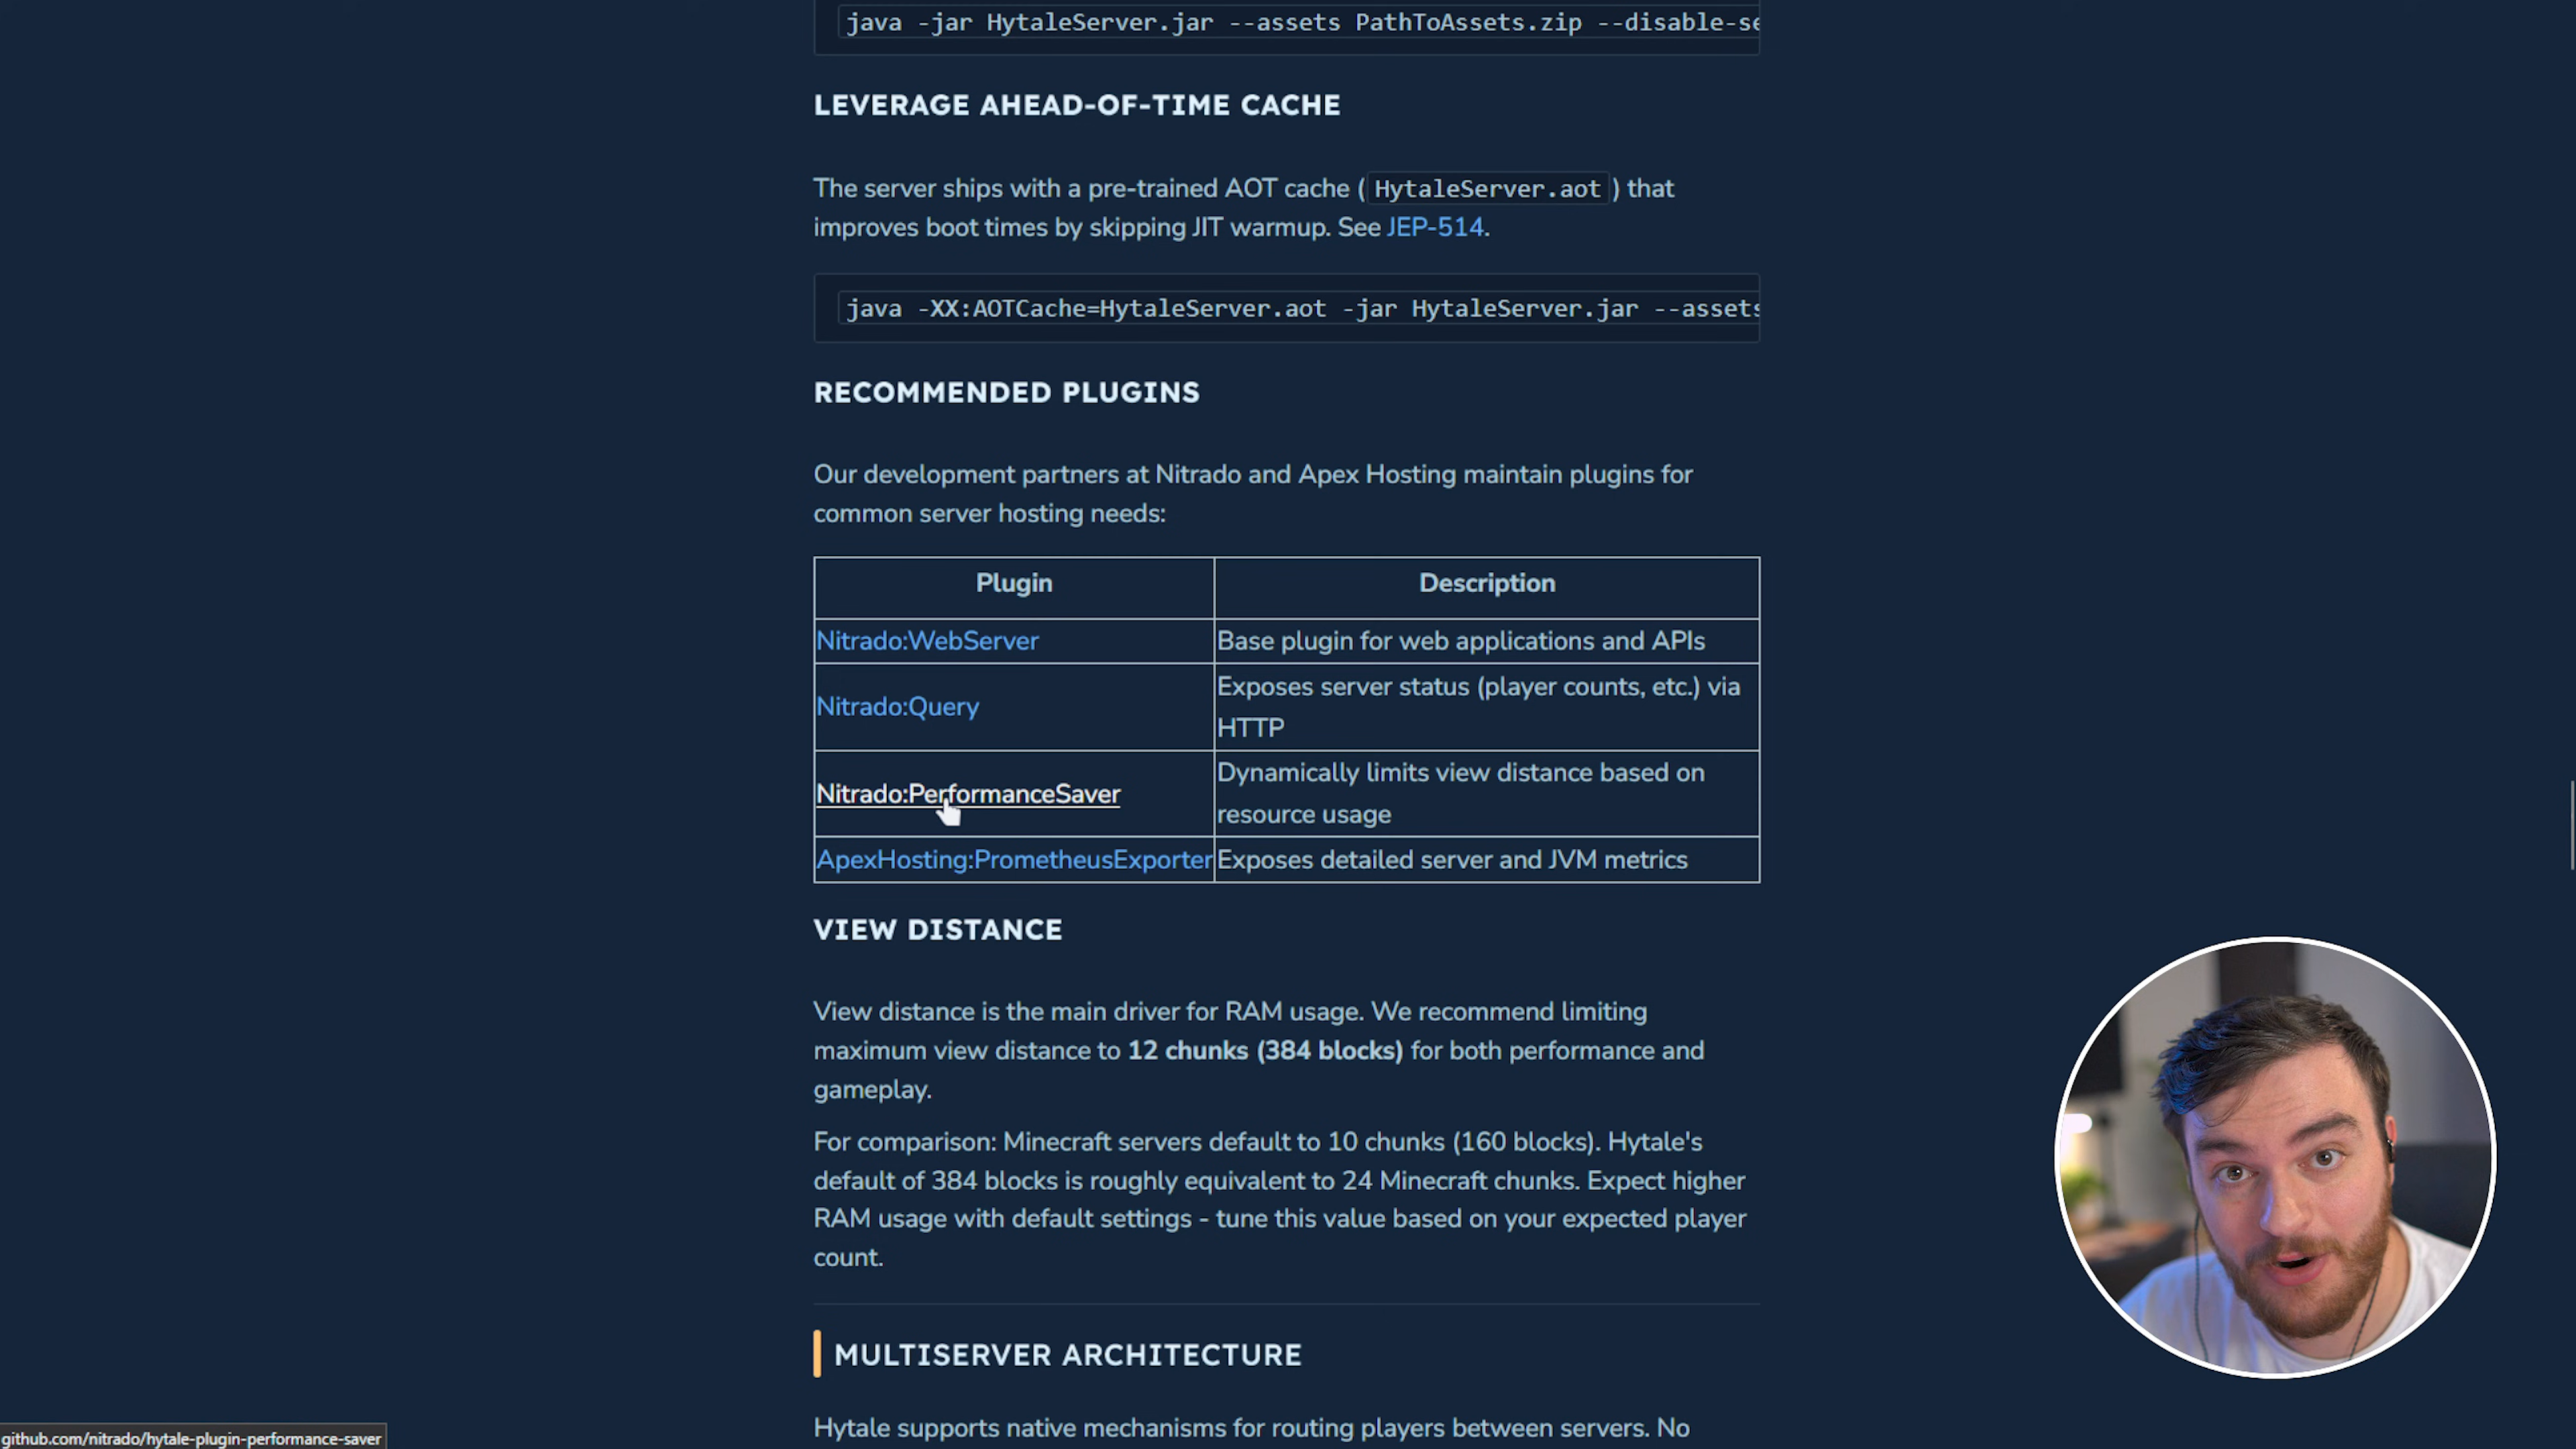 java -jar HytaleServer.jar --assets PathToAssets.zip --disable-se
LEVERAGE AHEAD-OF-TIME CACHE
The server ships with a pre-trained AOT cache ( HytaleServer.aot ) that
improves boot times by skipping JIT warmup. See JEP-514.
java -XX:AOTCache=HytaleServer.aot -jar HytaleServer.jar --assets
RECOMMENDED PLUGINS
Our development partners at Nitrado and Apex Hosting maintain plugins for
common server hosting needs:
Plugin Description
Nitrado:WebServer Base plugin for web applications and APIs
Nitrado:Query Exposes server status (player counts, etc.) via
HTTP
Nitrado:PerformanceSaver Dynamically limits view distance based on
resource usage
ApexHosting:PrometheusExporter Exposes detailed server and JVM metrics
VIEW DISTANCE
View distance is the main driver for RAM usage. We recommend limiting
maximum view distance to 12 chunks (384 blocks) for both performance and
gameplay.
For comparison: Minecraft servers default to 10 chunks (160 blocks). Hytale's
default of 384 blocks is roughly equivalent to 24 Minecraft chunks. Expect higher
RAM usage with default settings - tune this value based on your expected player
count.
MULTISERVER ARCHITECTURE
Hytale supports native mechanisms for routing players between servers. No
github.com/nitrado/hytale-plugin-performance-saver